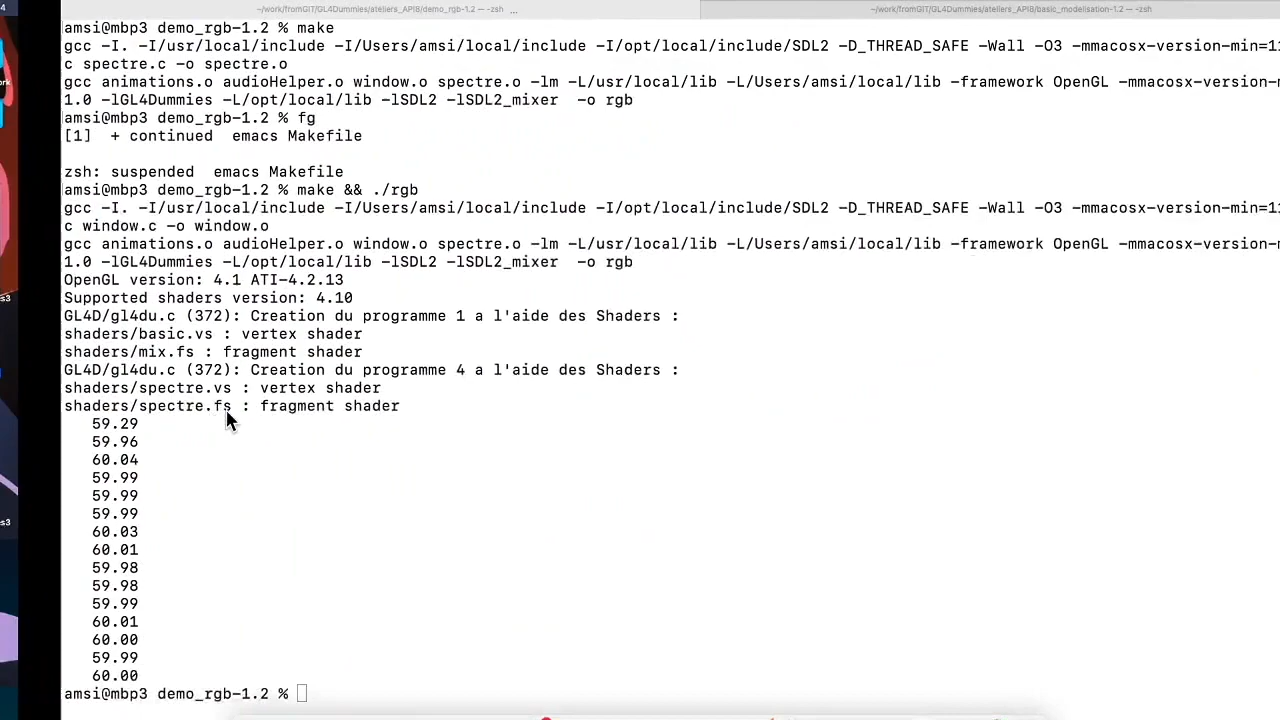 ~/work/fromGIT/GL4Dummies/ateliers_API8/demo_rgb-1.2 — -zsh ... ~/work/fromGIT/GL4Dummies/ateliers_API8/basic_modelisation-1.2 — -zsh
amsi@mbp3 demo_rgb-1.2 % make
gcc -I. -I/usr/local/include -I/Users/amsi/local/include -I/opt/local/include/SDL2 -D_THREAD_SAFE -Wall -O3 -mmacosx-version-min=11
c spectre.c -o spectre.o
gcc animations.o audioHelper.o window.o spectre.o -lm -L/usr/local/lib -L/Users/amsi/local/lib -framework OpenGL -mmacosx-version-m
1.0 -lGL4Dummies -L/opt/local/lib -lSDL2 -lSDL2_mixer  -o rgb
amsi@mbp3 demo_rgb-1.2 % fg
[1]  + continued  emacs Makefile
zsh: suspended  emacs Makefile
amsi@mbp3 demo_rgb-1.2 % make && ./rgb
gcc -I. -I/usr/local/include -I/Users/amsi/local/include -I/opt/local/include/SDL2 -D_THREAD_SAFE -Wall -O3 -mmacosx-version-min=11
c window.c -o window.o
gcc animations.o audioHelper.o window.o spectre.o -lm -L/usr/local/lib -L/Users/amsi/local/lib -framework OpenGL -mmacosx-version-m
1.0 -lGL4Dummies -L/opt/local/lib -lSDL2 -lSDL2_mixer  -o rgb
OpenGL version: 4.1 ATI-4.2.13
Supported shaders version: 4.10
GL4D/gl4du.c (372): Creation du programme 1 a l'aide des Shaders :
shaders/basic.vs : vertex shader
shaders/mix.fs : fragment shader
GL4D/gl4du.c (372): Creation du programme 4 a l'aide des Shaders :
shaders/spectre.vs : vertex shader
shaders/spectre.fs : fragment shader
59.29
59.96
60.04
59.99
59.99
59.99
60.03
60.01
59.98
59.98
59.99
60.01
60.00
59.99
60.00
amsi@mbp3 demo_rgb-1.2 %